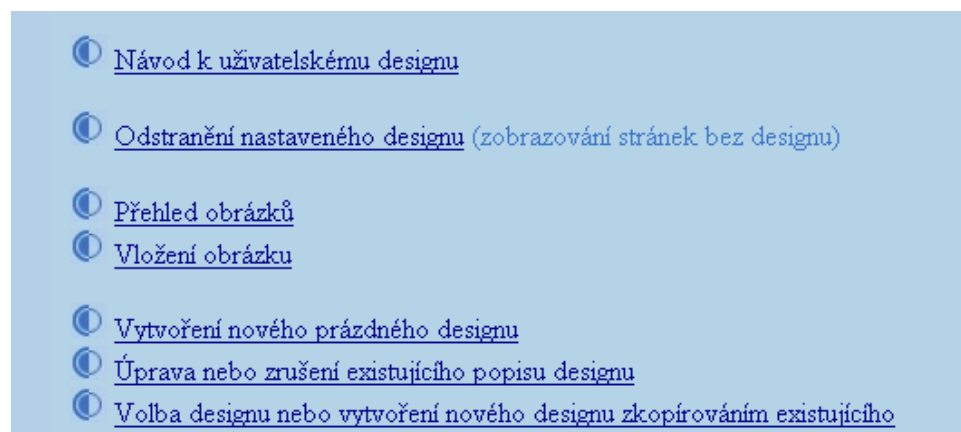 Návod k uživatelskému designu
Odstranění nastaveného designu (zobrazování stránek bez designu)
Přehled obrázků
Vložení obrázku
Vytvoření nového prázdného designu
Úprava nebo zrušení existujícího popisu designu
Volba designu nebo vytvoření nového designu zkopírováním existujícího